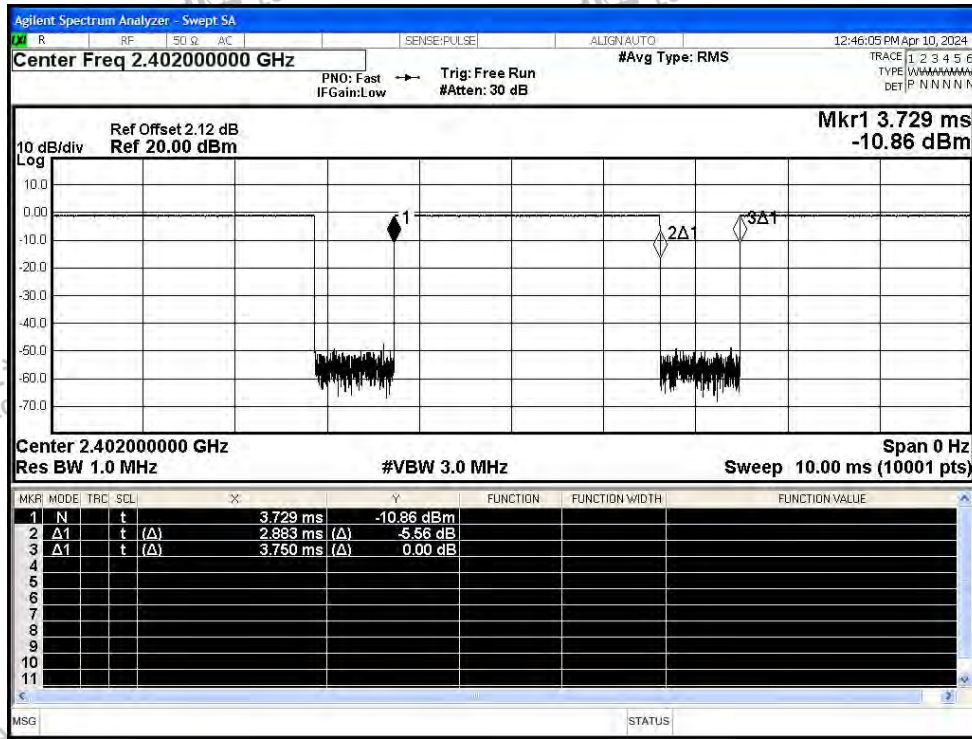 Agilent Spectrum Analyzer - Swept SA
LXI R RF 50 Ω AC SENSE:PULSE ALIGN AUTO 12:46:05 PM Apr 10, 2024
Center Freq 2.402000000 GHz #Avg Type: RMS TRACE 1 2 3 4 5 6
PNO: Fast Trig: Free Run TYPE WWWWWW
IFGain:Low #Atten: 30 dB DET P N N N N N
Mkr1 3.729 ms
Ref Offset 2.12 dB
10 dB/div Ref 20.00 dBm -10.86 dBm
Log
10.0
0.00
1 2Δ1 3Δ1
-10.0
-20.0
-30.0
-40.0
-50.0
-60.0
-70.0
Center 2.402000000 GHz Span 0 Hz
Res BW 1.0 MHz #VBW 3.0 MHz Sweep 10.00 ms (10001 pts)
MKR MODE TRC SCL X Y FUNCTION FUNCTION WIDTH FUNCTION VALUE
1 N t 3.729 ms -10.86 dBm
2 Δ1 t (Δ) 2.883 ms (Δ) -5.56 dB
3 Δ1 t (Δ) 3.750 ms (Δ) 0.00 dB
4
5
6
7
8
9
10
11
MSG STATUS